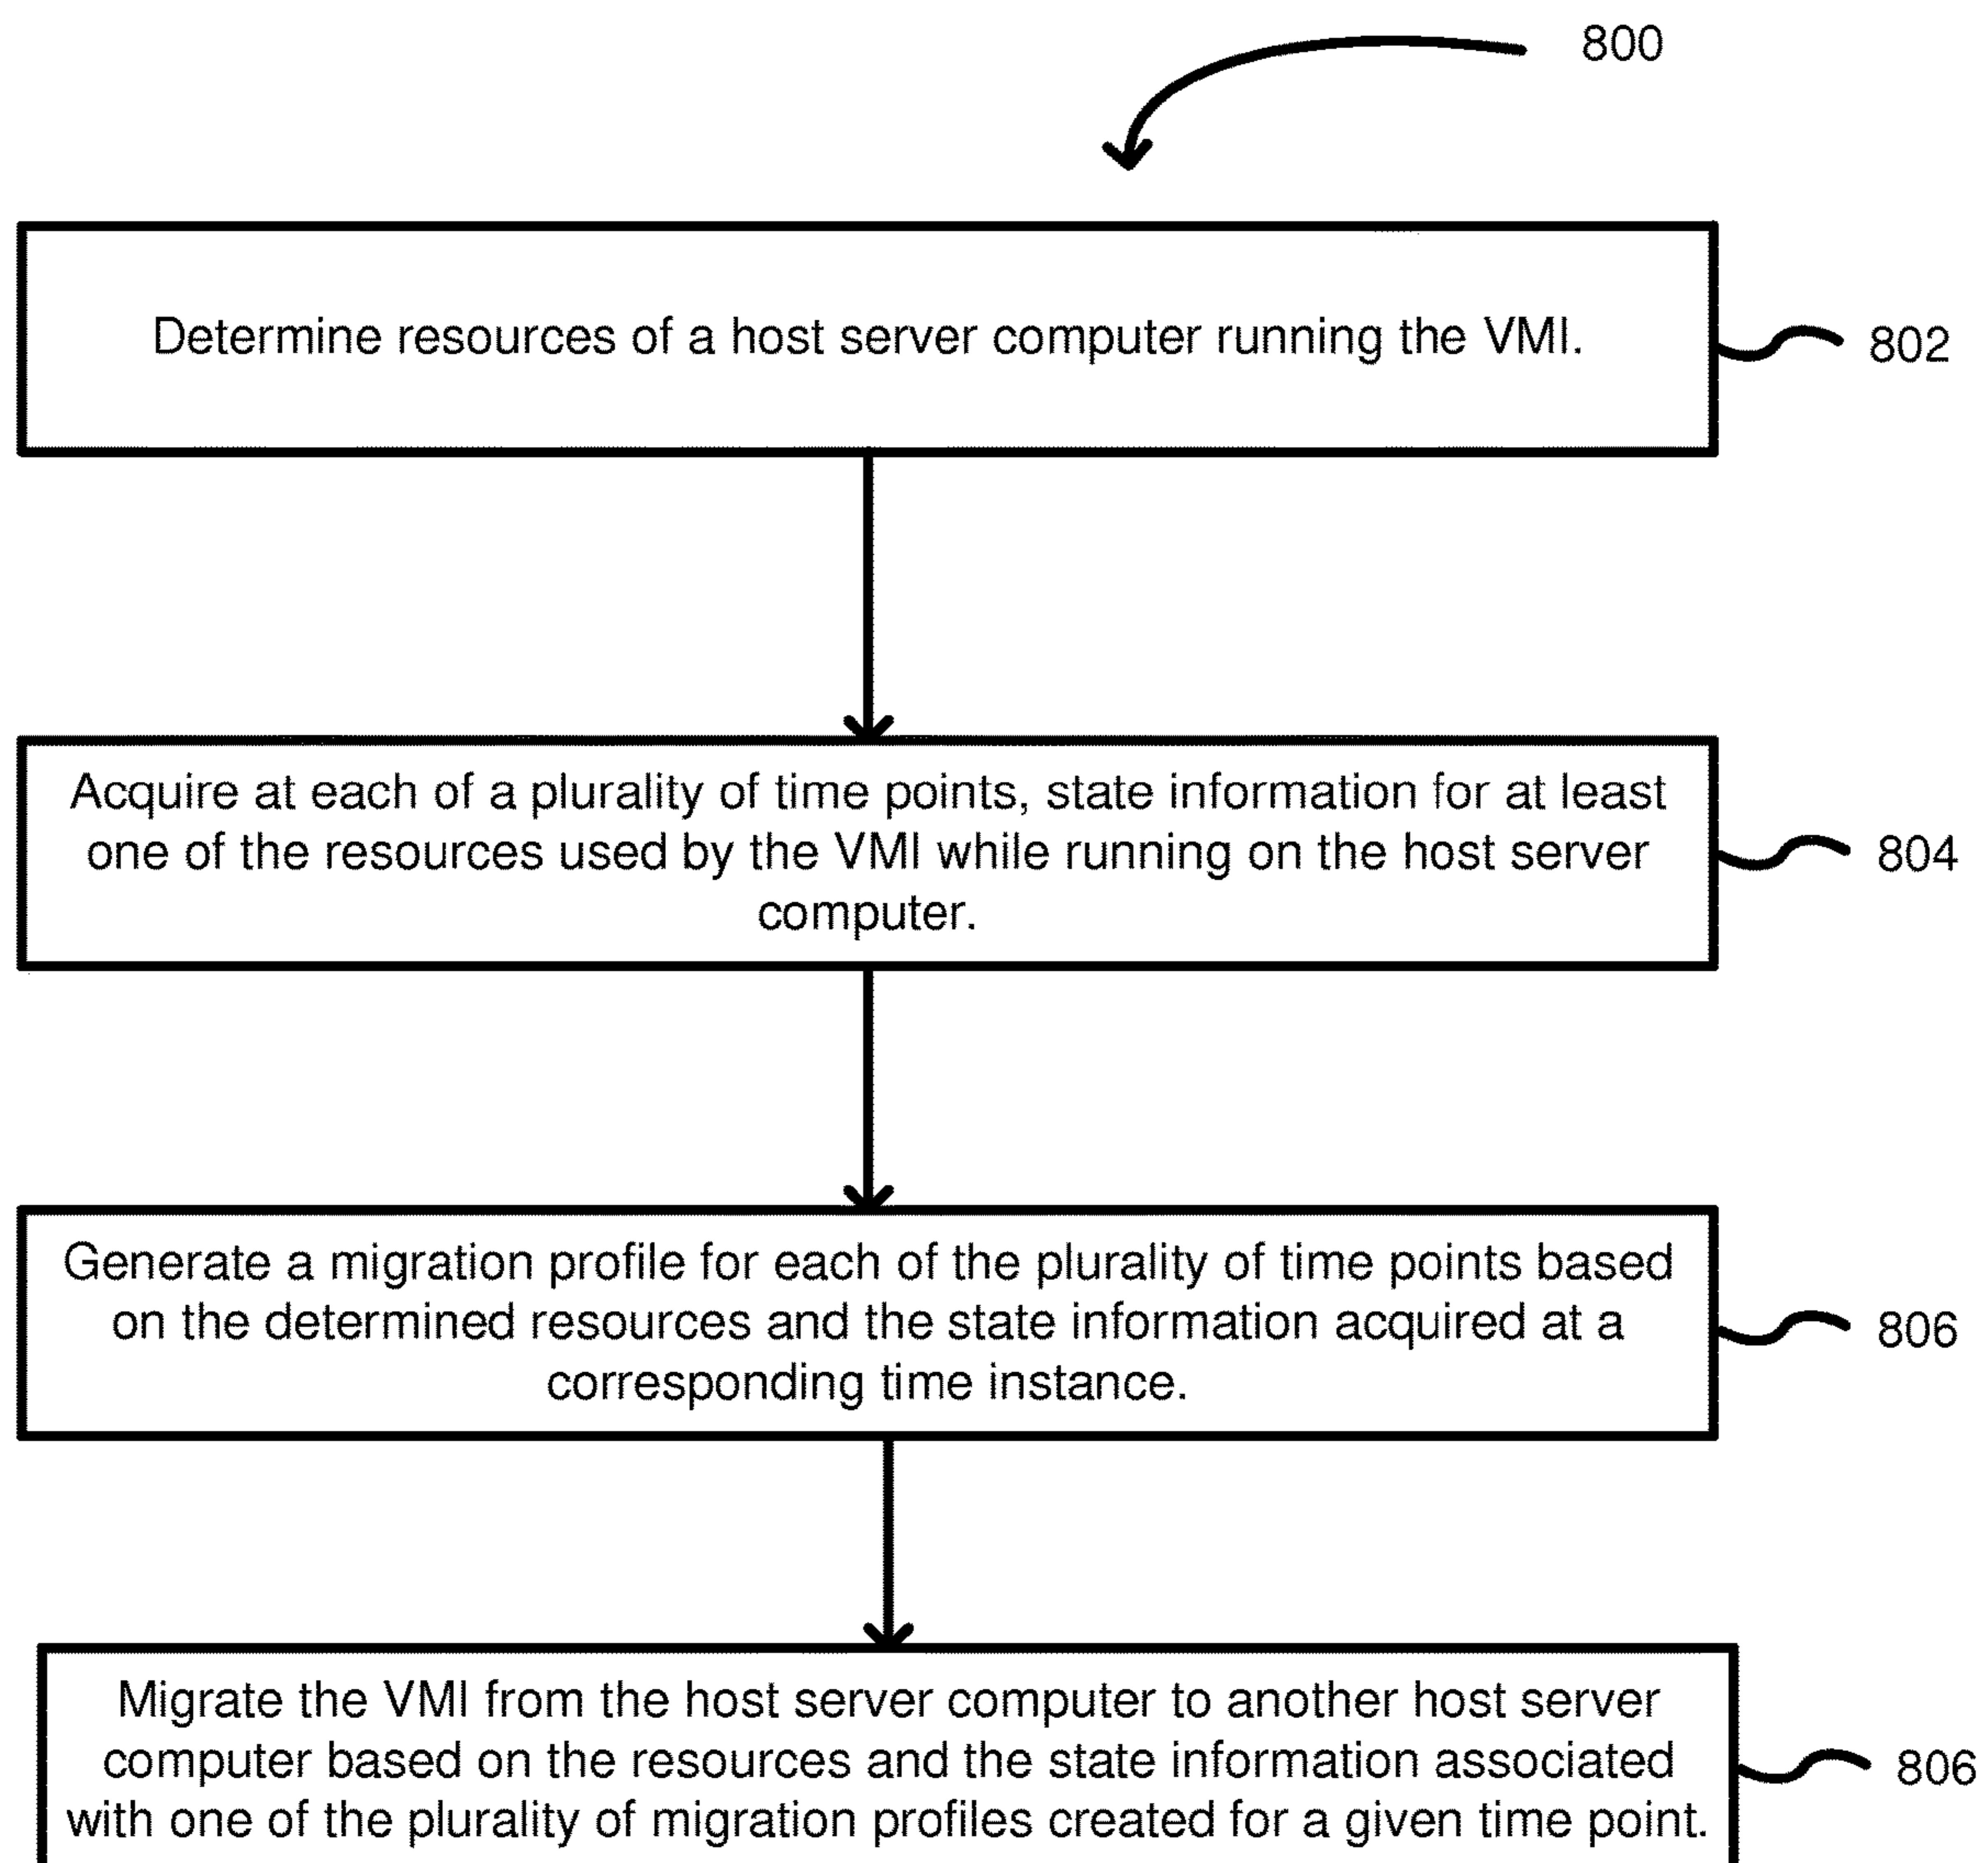 800
Determine resources of a host server computer running the VMI.
802
Acquire at each of a plurality of time points, state information for at least
one of the resources used by the VMI while running on the host server
computer.
804
Generate a migration profile for each of the plurality of time points based
on the determined resources and the state information acquired at a
corresponding time instance.
806
Migrate the VMI from the host server computer to another host server
computer based on the resources and the state information associated
with one of the plurality of migration profiles created for a given time point.
806